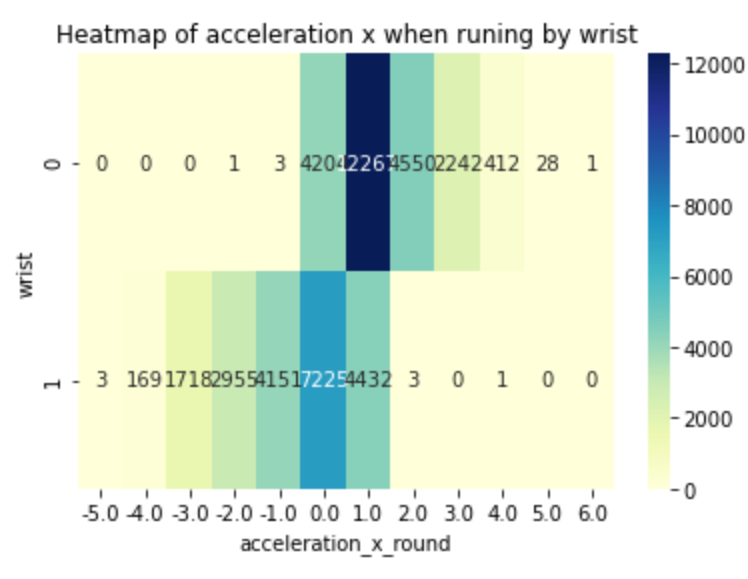 Heatmap of acceleration x when runing by wrist
12000
10000
8000
6000
4000
2000
0
wrist
0
0 0 0 1 3 4204 12267 4550 2242 412 28 1
1
3 169 1718 2955 4151 7225 4432 3 0 1 0 0
-5.0 -4.0 -3.0 -2.0 -1.0 0.0 1.0 2.0 3.0 4.0 5.0 6.0
acceleration_x_round